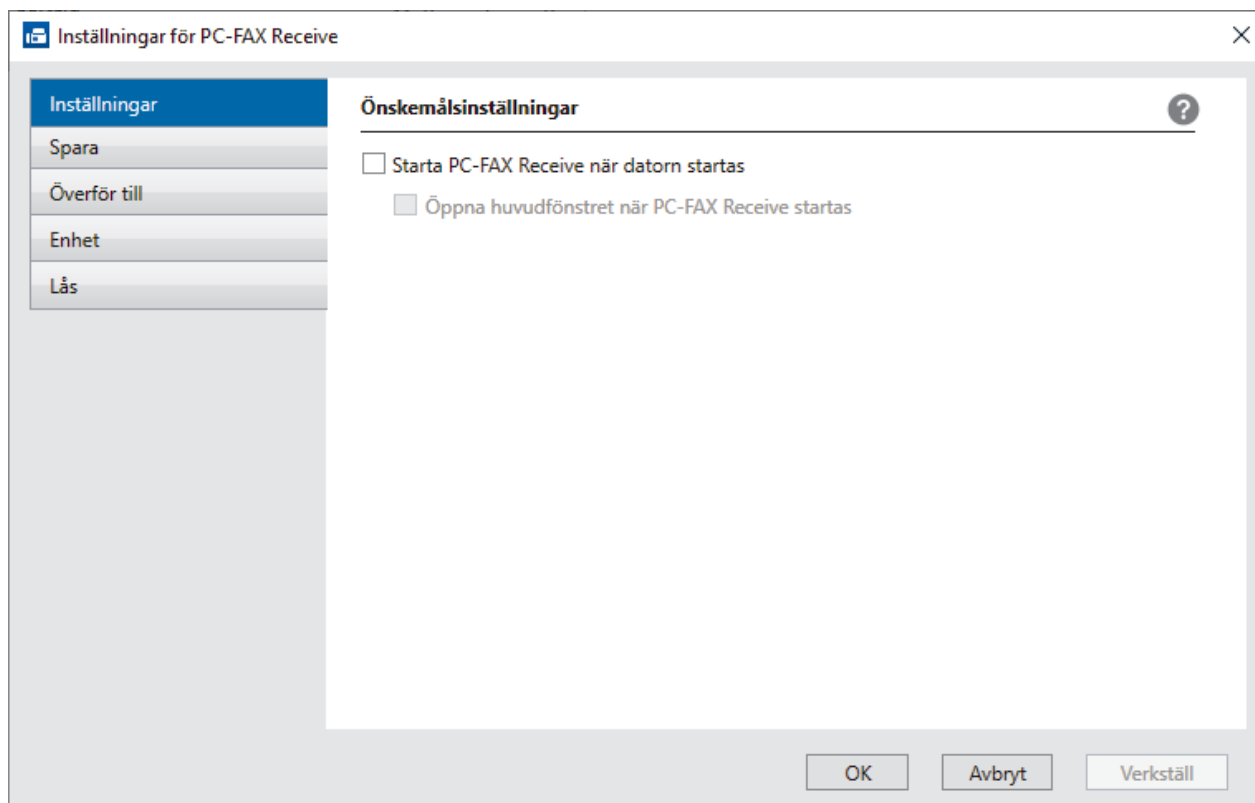 Inställningar för PC-FAX Receive
Inställningar
Spara
Överför till
Enhet
Lås
Önskemålsinställningar
?
Starta PC-FAX Receive när datorn startas
Öppna huvudfönstret när PC-FAX Receive startas
OK
Avbryt
Verkställ